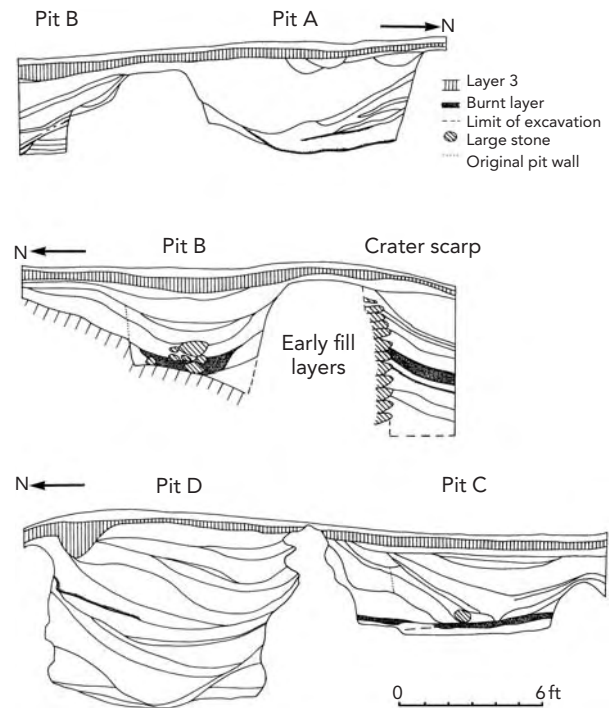 Pit B
Pit A
N
Layer 3
Burnt layer
Limit of excavation
Large stone
Original pit wall
N
Pit B
Crater scarp
Early fill
layers
N
Pit D
Pit C
0
6 ft